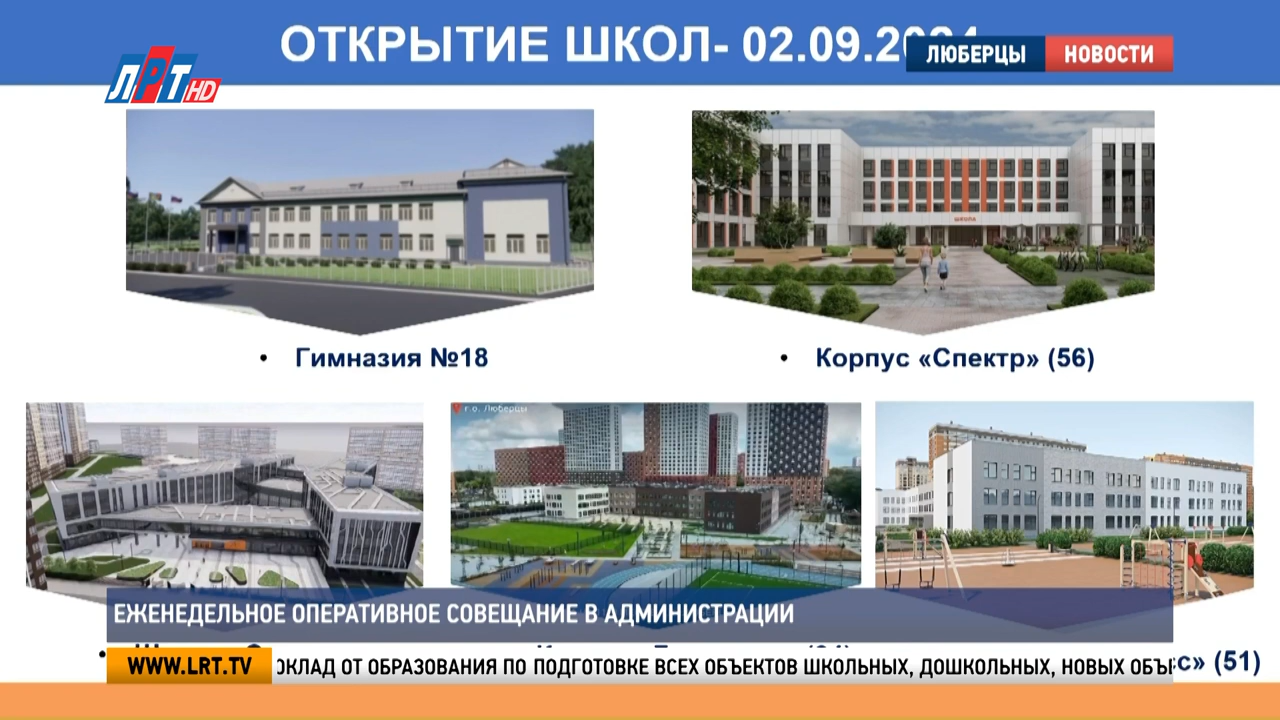 ОТКРЫТИЕ ШКОЛ- 02.09.2024
ЛРТ HD
ЛЮБЕРЦЫ НОВОСТИ
ШКОЛА
• Гимназия №18
• Корпус «Спектр» (56)
г.о. Люберцы
ЕЖЕНЕДЕЛЬНОЕ ОПЕРАТИВНОЕ СОВЕЩАНИЕ В АДМИНИСТРАЦИИ
(51)
WWW.LRT.TV
ОКЛАД ОТ ОБРАЗОВАНИЯ ПО ПОДГОТОВКЕ ВСЕХ ОБЪЕКТОВ ШКОЛЬНЫХ, ДОШКОЛЬНЫХ, НОВЫХ ОБЪ